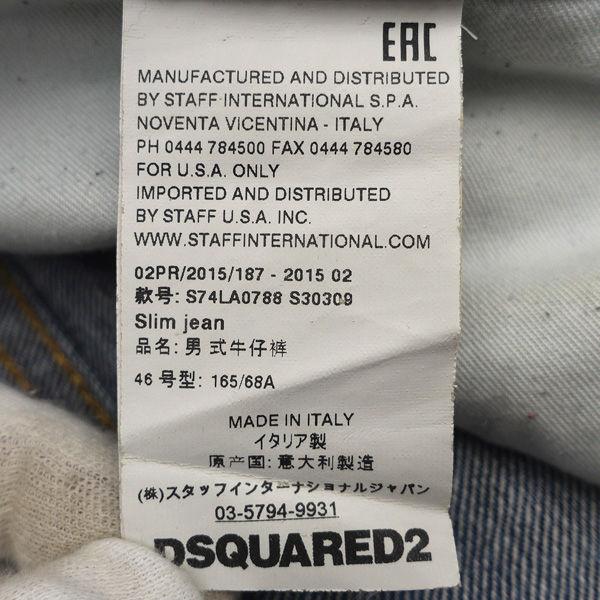 EAC
MANUFACTURED AND DISTRIBUTED
BY STAFF INTERNATIONAL S.P.A.
NOVENTA VICENTINA - ITALY
PH 0444 784500 FAX 0444 784580
FOR U.S.A. ONLY
IMPORTED AND DISTRIBUTED
BY STAFF U.S.A. INC.
WWW.STAFFINTERNATIONAL.COM
02PR/2015/187 - 2015 02
款号: S74LA0788 S30309
Slim jean
品名: 男式牛仔裤
46 号型: 165/68A
MADE IN ITALY
イタリア製
原产国: 意大利製造
(株)スタッフインターナショナルジャパン
03-5794-9931
DSQUARED2